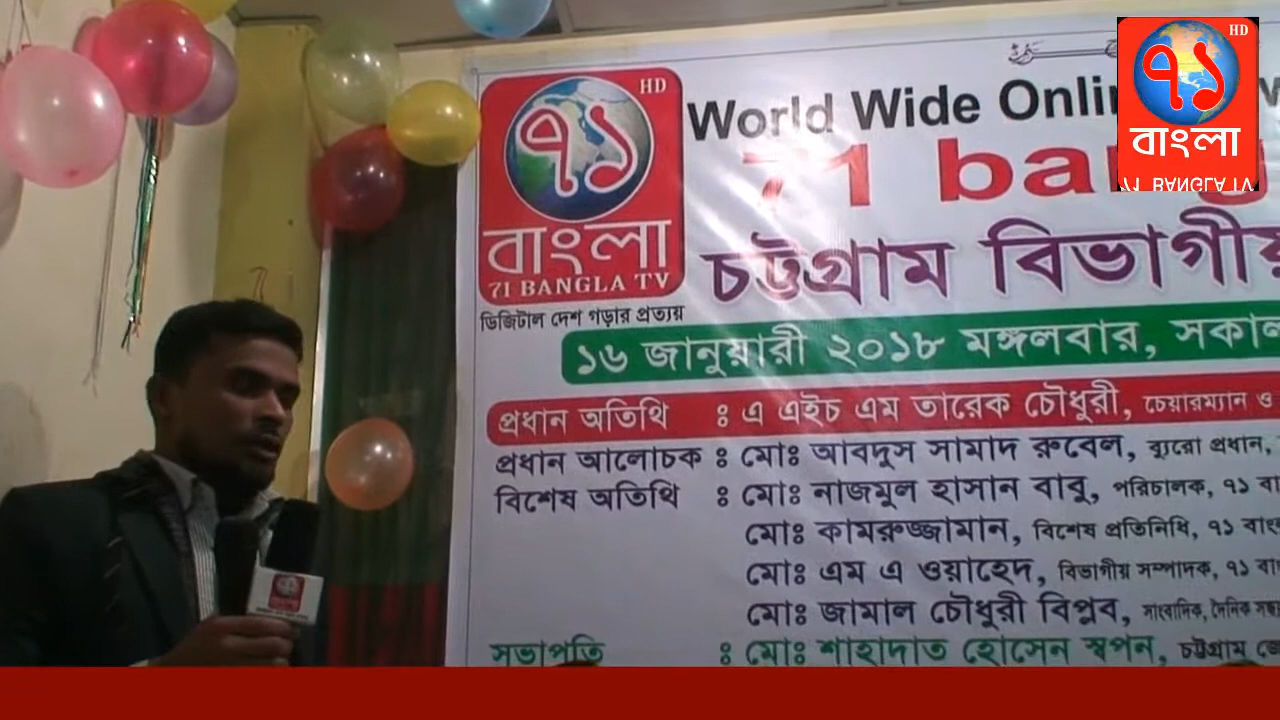 HD
৭১
বাংলা
71 BANGLA TV
HD
৭১
বাংলা
71 BANGLA TV
ডিজিটাল দেশ গড়ার প্রত্যয়
World Wide Onli
71 bang
চট্টগ্রাম বিভাগীয়
১৬ জানুয়ারী ২০১৮ মঙ্গলবার, সকাল
প্রধান অতিথি : এ এইচ এম তারেক চৌধুরী, চেয়ারম্যান ও
প্রধান আলোচক : মোঃ আবদুস সামাদ রুবেল, ব্যুরো প্রধান,
বিশেষ অতিথি : মোঃ নাজমুল হাসান বাবু, পরিচালক, ৭১ বা
মোঃ কামরুজ্জামান, বিশেষ প্রতিনিধি, ৭১ বাং
মোঃ এম এ ওয়াহেদ, বিভাগীয় সম্পাদক, ৭১ বা
মোঃ জামাল চৌধুরী বিপ্লব, সাংবাদিক, দৈনিক
সভাপতি : মোঃ শাহাদাত হোসেন স্বপন, চট্টগ্রাম জে